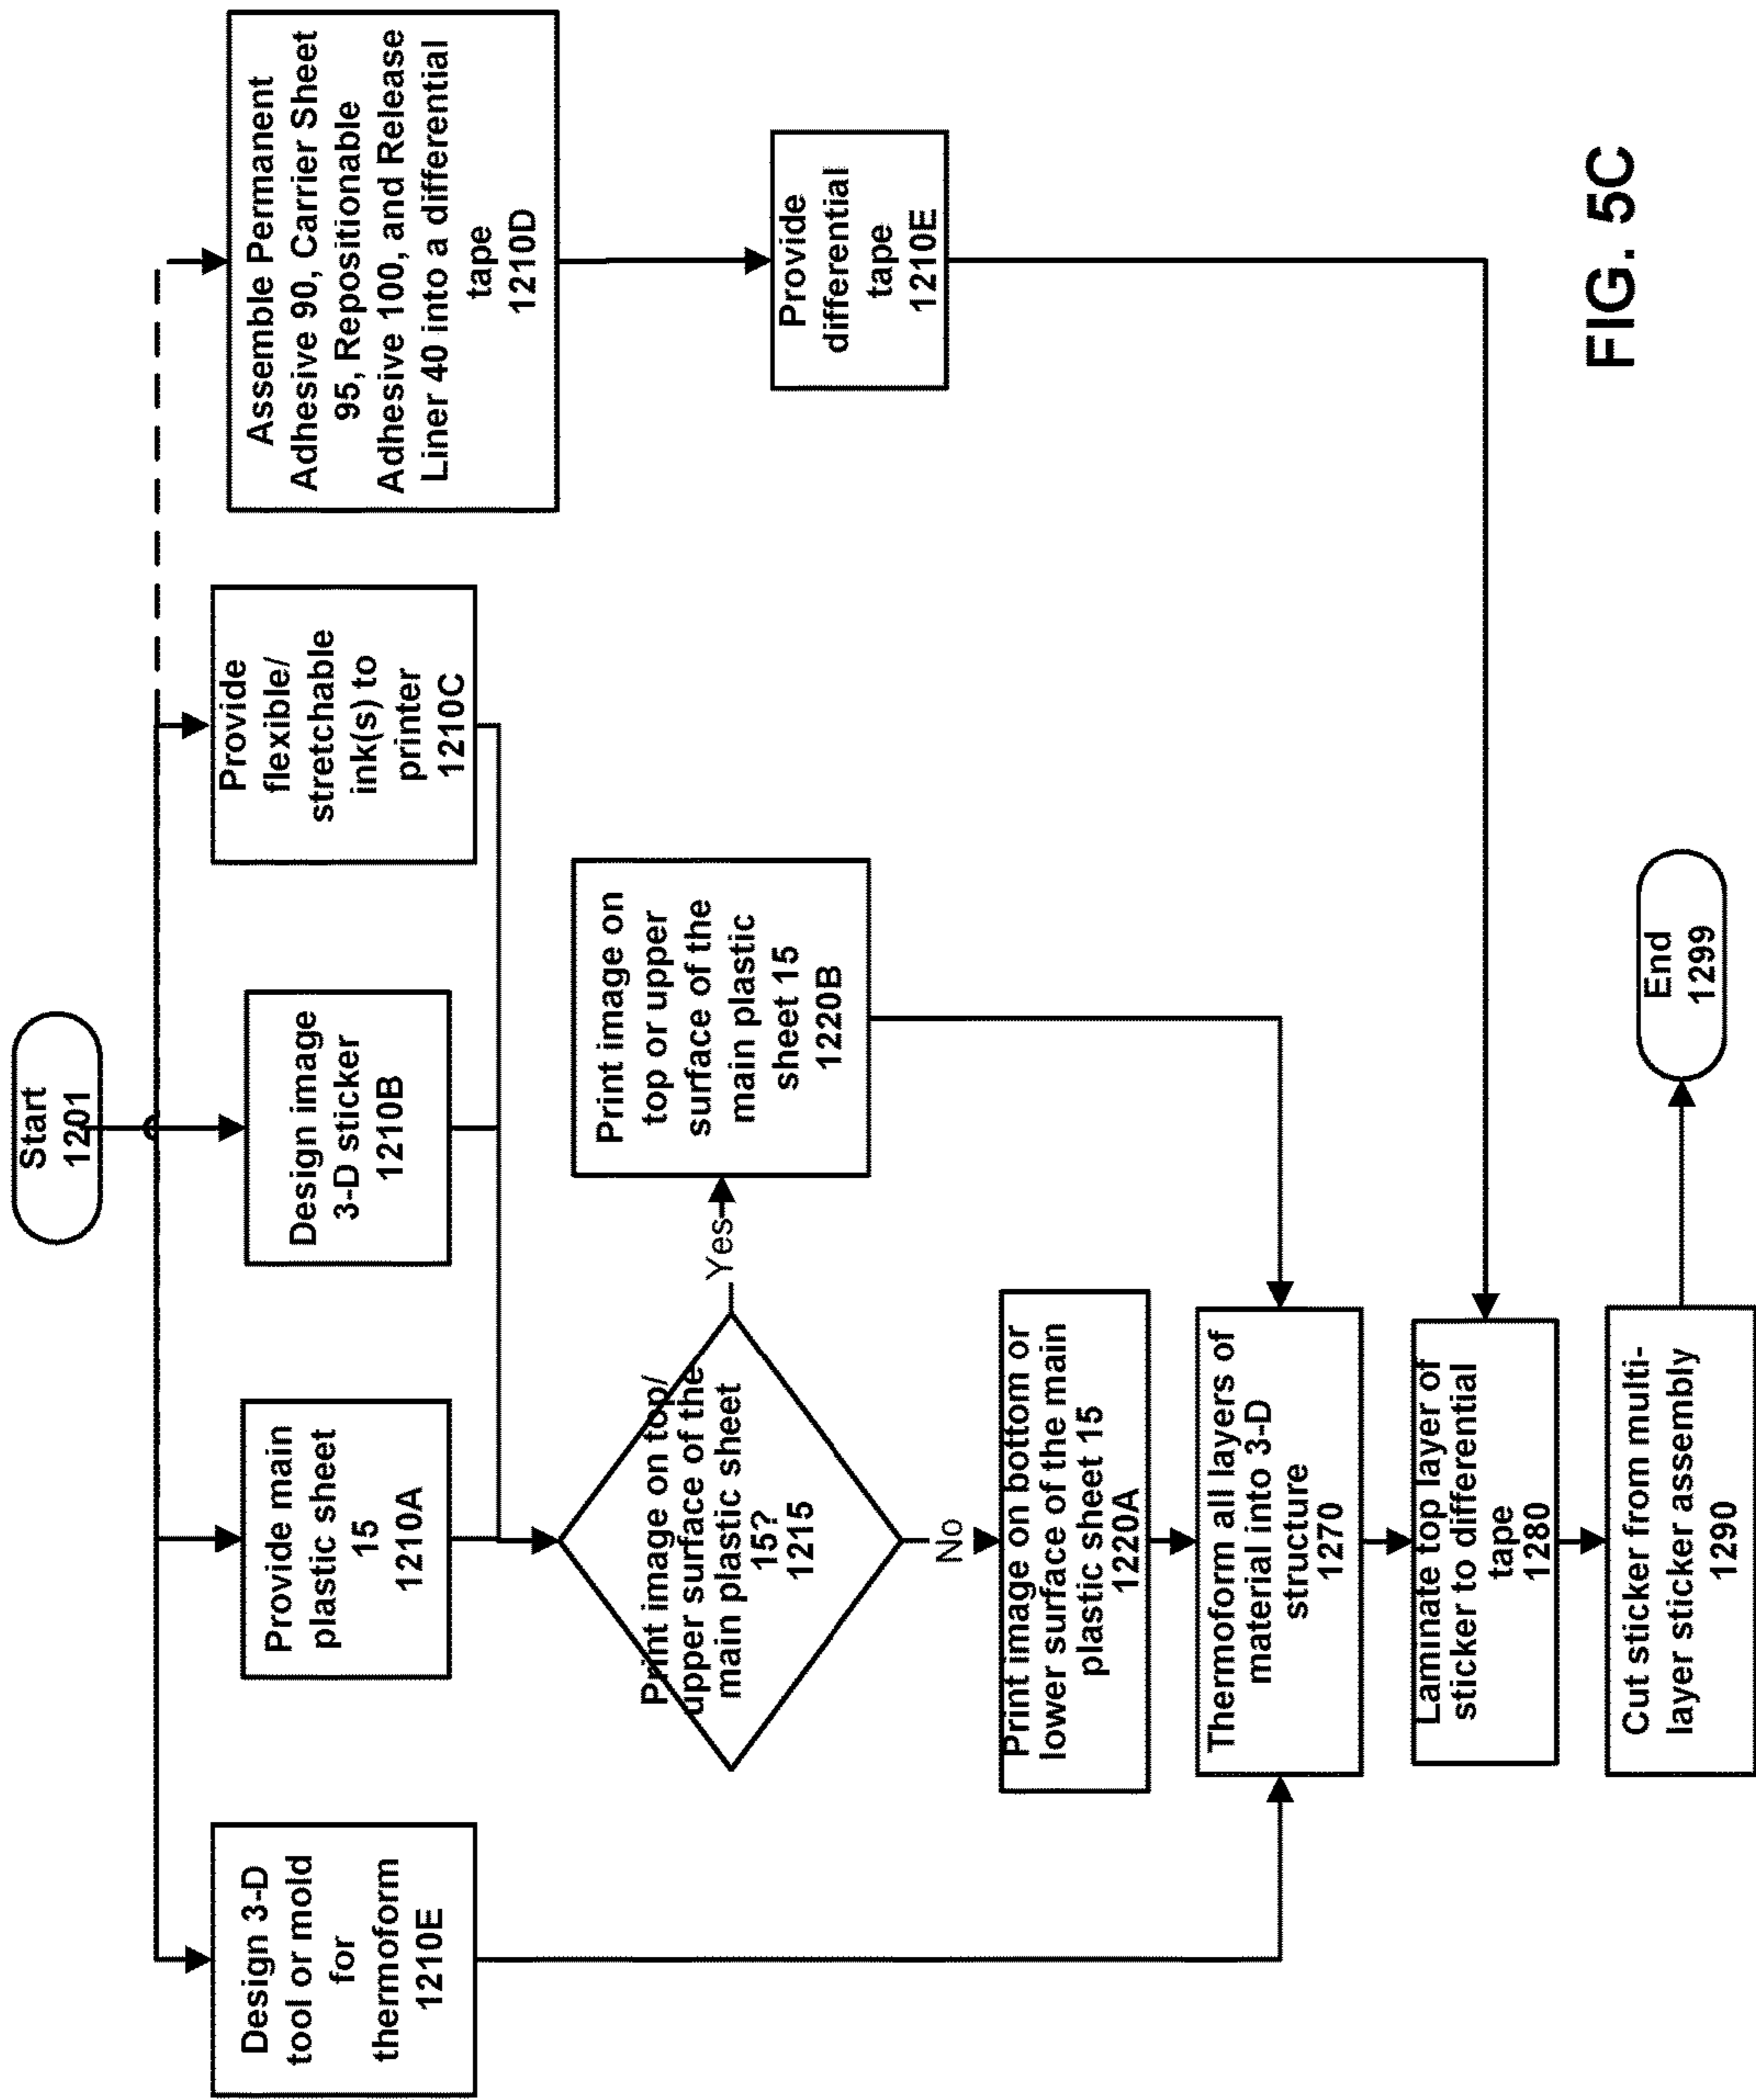 Start
1201
Design 3-D
tool or mold
for
thermoform
1210E
Provide main
plastic sheet
15
1210A
Design image
3-D sticker
1210B
Provide
flexible/
stretchable
ink(s) to
printer
1210C
Assemble Permanent
Adhesive 90, Carrier Sheet
95, Repositionable
Adhesive 100, and Release
Liner 40 into a differential
tape
1210D
Print image on top/
upper surface of the
main plastic sheet
15?
1215
Yes
Print image on
top or upper
surface of the
main plastic
sheet 15
1220B
Provide
differential
tape
1210E
No
Print image on bottom or
lower surface of the main
plastic sheet 15
1220A
Thermoform all layers of
material into 3-D
structure
1270
Laminate top layer of
sticker to differential
tape
1280
Cut sticker from multi-
layer sticker assembly
1290
End
1299
FIG. 5C